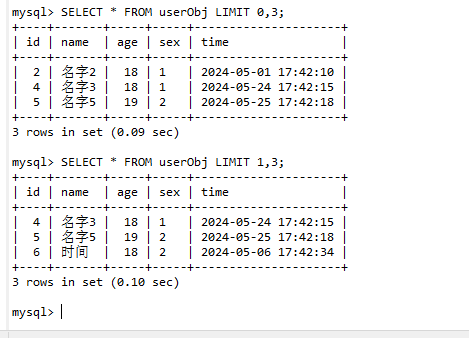 mysql> SELECT * FROM userObj LIMIT 0,3;
+----+-------+-----+-----+---------------------+
| id | name  | age | sex | time                |
+----+-------+-----+-----+---------------------+
|  2 | 名字2 |  18 | 1   | 2024-05-01 17:42:10 |
|  4 | 名字3 |  18 | 1   | 2024-05-24 17:42:15 |
|  5 | 名字5 |  19 | 2   | 2024-05-25 17:42:18 |
+----+-------+-----+-----+---------------------+
3 rows in set (0.09 sec)
mysql> SELECT * FROM userObj LIMIT 1,3;
+----+-------+-----+-----+---------------------+
| id | name  | age | sex | time                |
+----+-------+-----+-----+---------------------+
|  4 | 名字3 |  18 | 1   | 2024-05-24 17:42:15 |
|  5 | 名字5 |  19 | 2   | 2024-05-25 17:42:18 |
|  6 | 时间  |  18 | 2   | 2024-05-06 17:42:34 |
+----+-------+-----+-----+---------------------+
3 rows in set (0.10 sec)
mysql>